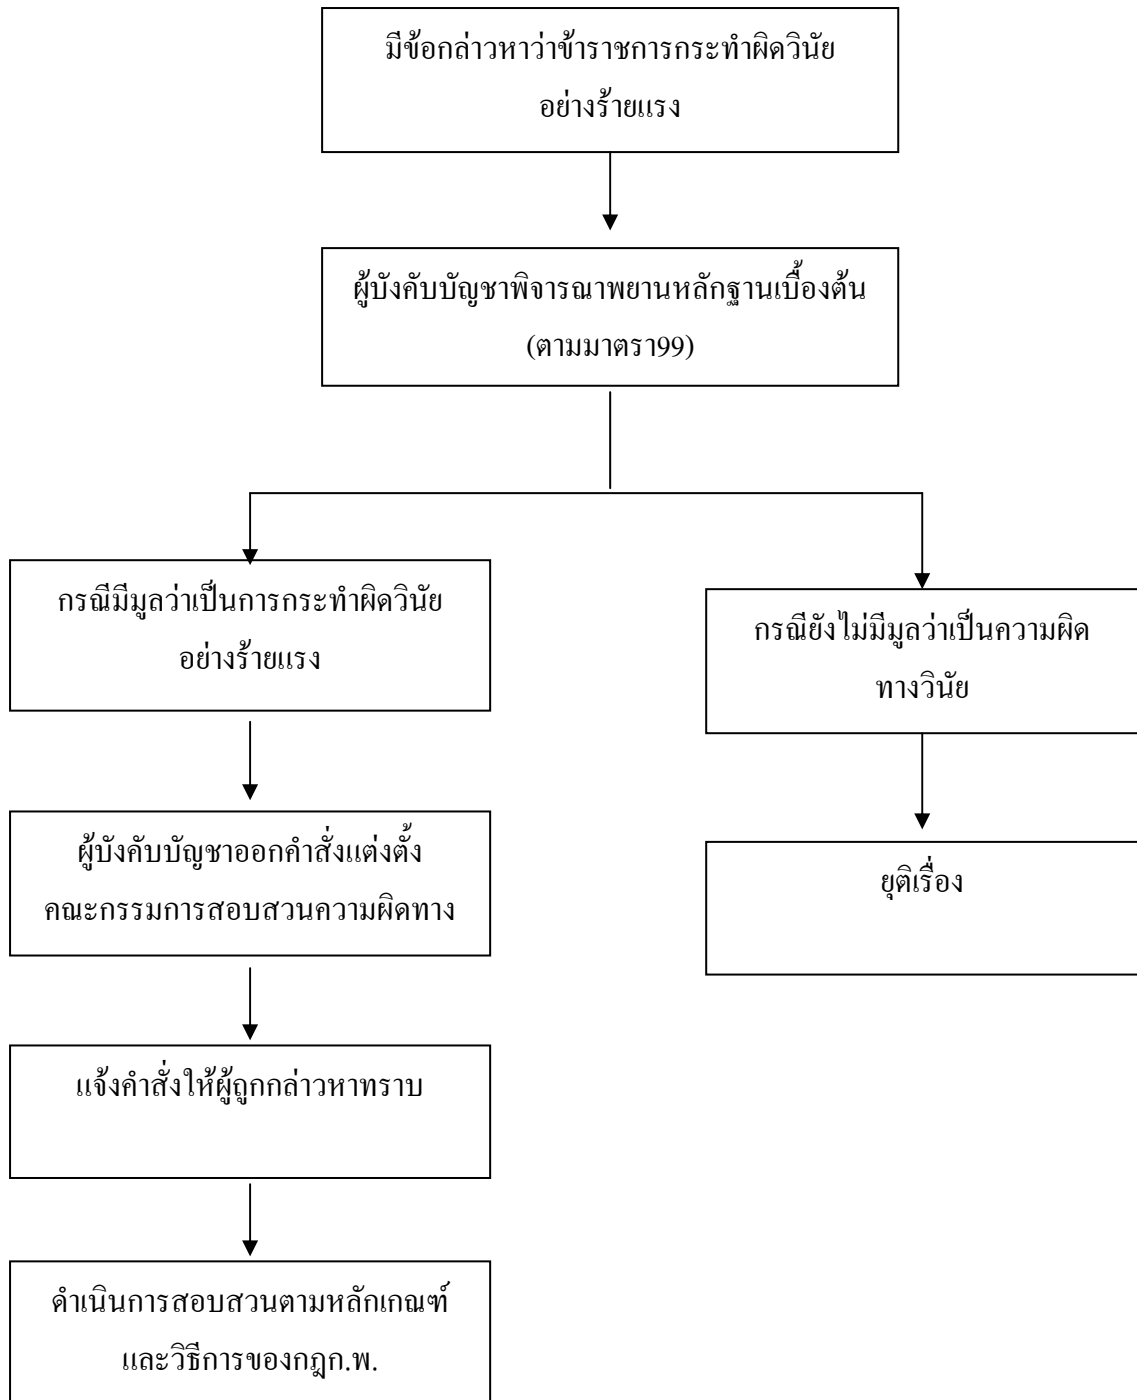 มีข้อกล่าวหาว่าข้าราชการกระทำผิดวินัย
อย่างร้ายแรง
ผู้บังคับบัญชาพิจารณาพยานหลักฐานเบื้องต้น
(ตามมาตรา99)
กรณีมีมูลว่าเป็นการกระทำผิดวินัย
อย่างร้ายแรง
กรณียังไม่มีมูลว่าเป็นความผิด
ทางวินัย
ผู้บังคับบัญชาออกคำสั่งแต่งตั้ง
คณะกรรมการสอบสวนความผิดทาง
ยุติเรื่อง
แจ้งคำสั่งให้ผู้ถูกกล่าวหาทราบ
ดำเนินการสอบสวนตามหลักเกณฑ์
และวิธีการของกฎก.พ.